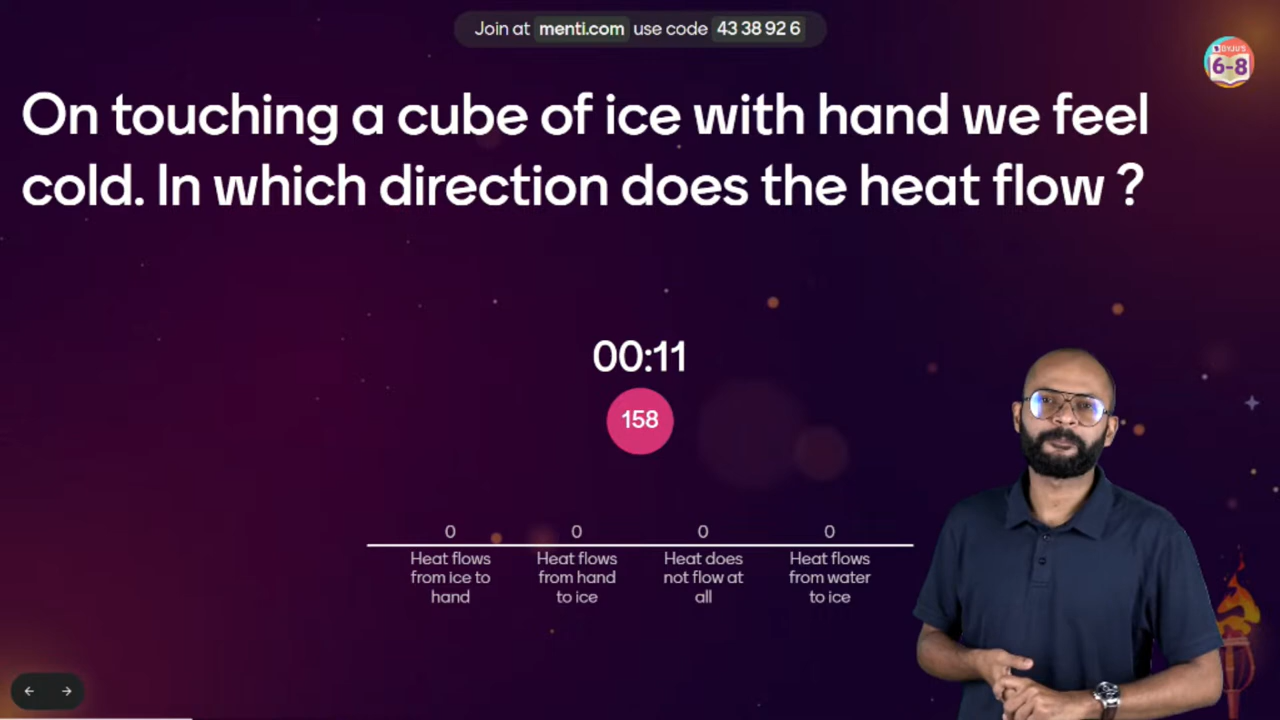 Join at menti.com use code 43 38 92 6
BYJU'S
6-8
On touching a cube of ice with hand we feel
cold. In which direction does the heat flow ?
00:11
158
0 0 0 0
Heat flows from ice to hand
Heat flows from hand to ice
Heat does not flow at all
Heat flows from water to ice